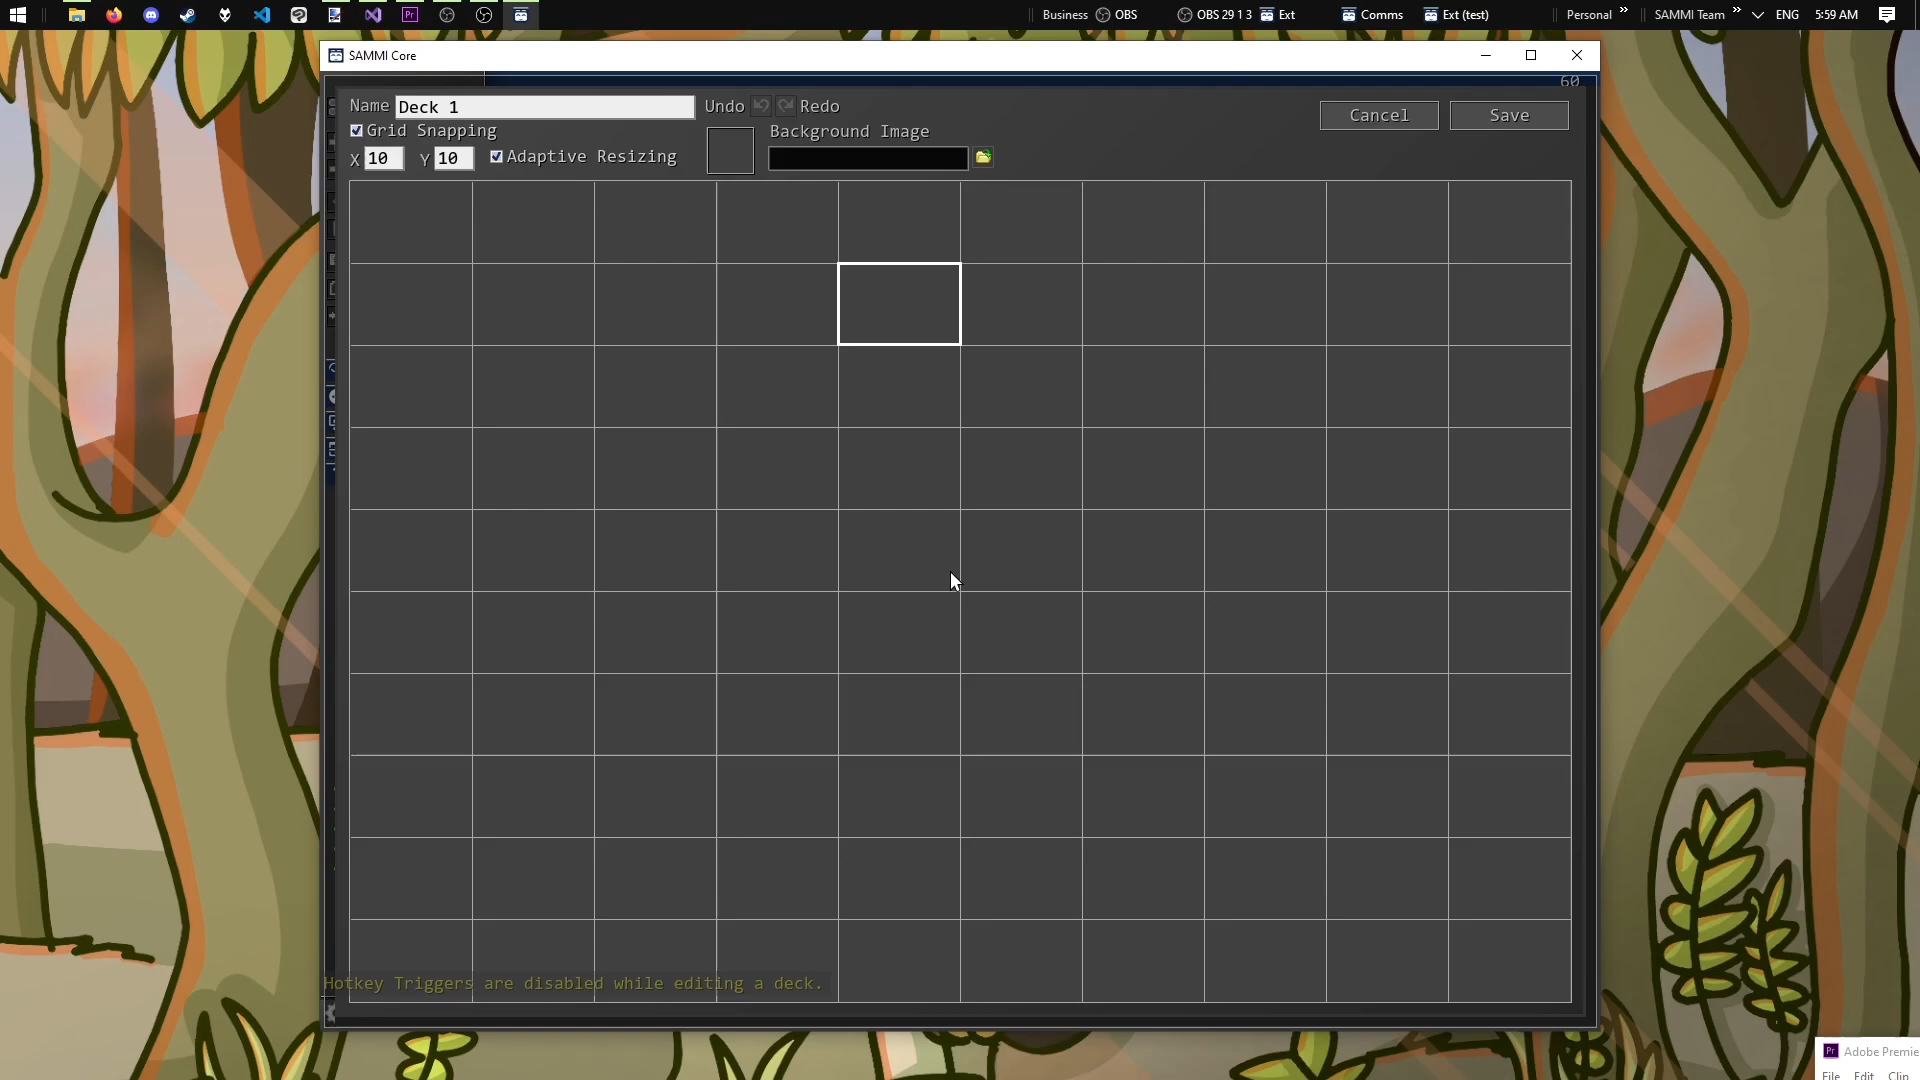 Business OBS OBS 29 1 3 Ext Comms Ext (test) Personal » SAMMI Team » ENG 5:59 AM
SAMMI Core
60
Name Deck 1 Undo Redo
Cancel Save
Grid Snapping Background Image
X 10 Y 10 Adaptive Resizing
Hotkey Triggers are disabled while editing a deck.
Pr Adobe Premie
File Edit Clip